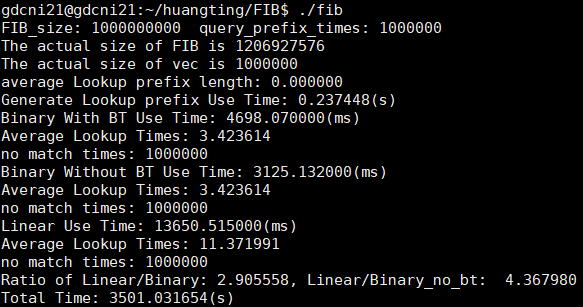 gdcni21@gdcni21:~/huangting/FIB$ ./fib
FIB_size: 1000000000  query_prefix_times: 1000000
The actual size of FIB is 1206927576
The actual size of vec is 1000000
average Lookup prefix length: 0.000000
Generate Lookup prefix Use Time: 0.237448(s)
Binary With BT Use Time: 4698.070000(ms)
Average Lookup Times: 3.423614
no match times: 1000000
Binary Without BT Use Time: 3125.132000(ms)
Average Lookup Times: 3.423614
no match times: 1000000
Linear Use Time: 13650.515000(ms)
Average Lookup Times: 11.371991
no match times: 1000000
Ratio of Linear/Binary: 2.905558, Linear/Binary_no_bt:  4.367980
Total Time: 3501.031654(s)